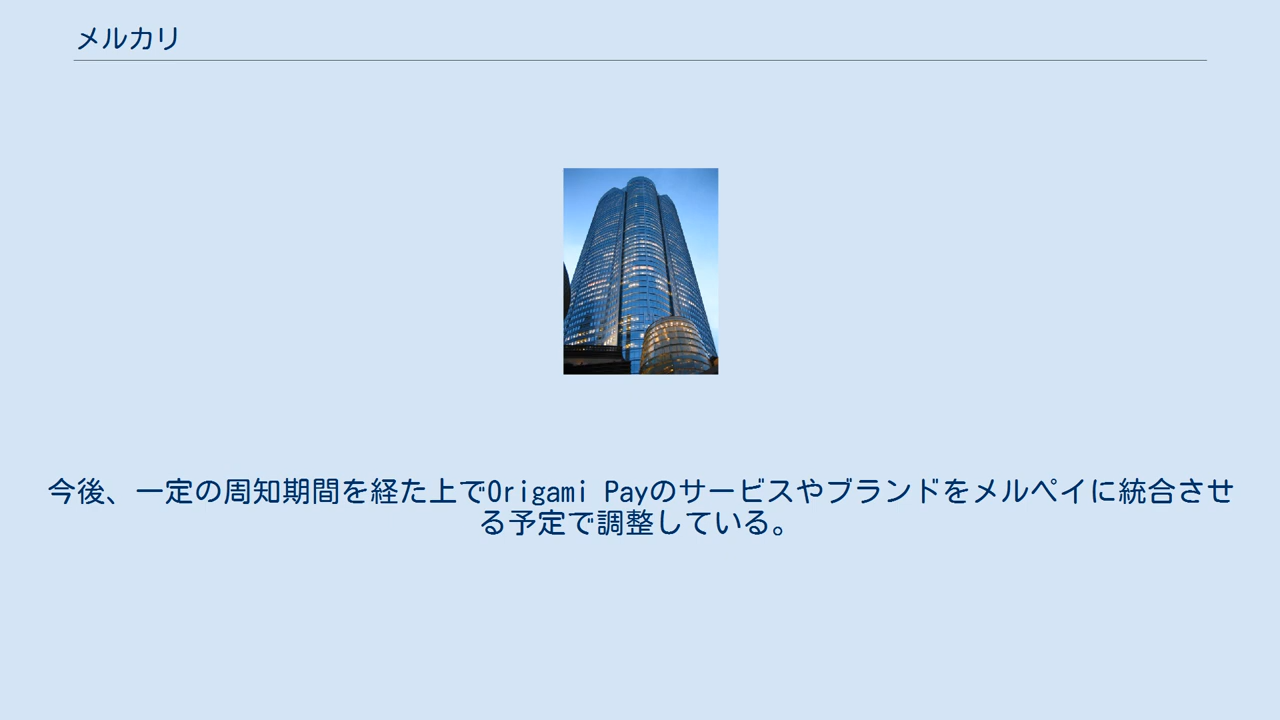 メルカリ
今後、一定の周知期間を経た上でOrigami Payのサービスやブランドをメルペイに統合させ
る予定で調整している。